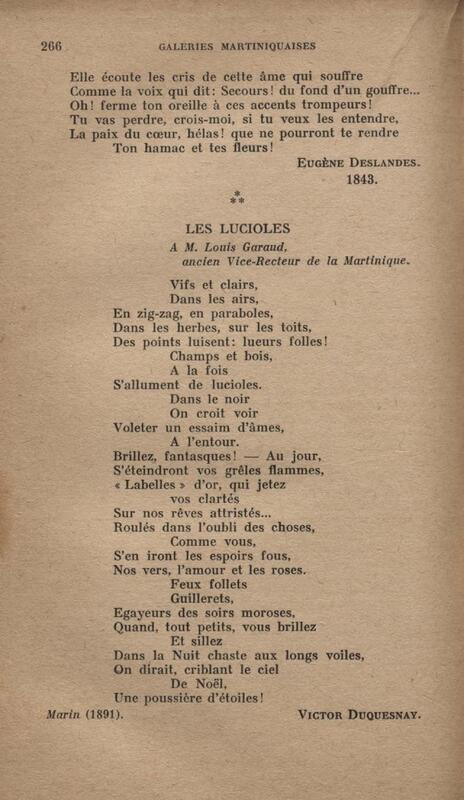 266 GALERIES MARTINIQUAISES
Elle écoute les cris de cette âme qui souffre
Comme la voix qui dit: Secours! du fond d'un gouffre...
Oh! ferme ton oreille à ces accents trompeurs!
Tu vas perdre, crois-moi, si tu veux les entendre,
La paix du cœur, hélas! que ne pourront te rendre
Ton hamac et tes fleurs!
EUGÈNE DESLANDES.
1843.
*
**
LES LUCIOLES
A M. Louis Garaud,
ancien Vice-Recteur de la Martinique.
Vifs et clairs,
Dans les airs,
En zig-zag, en paraboles,
Dans les herbes, sur les toits,
Des points luisent: lueurs folles!
Champs et bois,
A la fois
S'allument de lucioles.
Dans le noir
On croit voir
Voleter un essaim d'âmes,
A l'entour.
Brillez, fantasques! — Au jour,
S'éteindront vos grêles flammes,
« Labelles » d'or, qui jetez
vos clartés
Sur nos rêves attristés...
Roulés dans l'oubli des choses,
Comme vous,
S'en iront les espoirs fous,
Nos vers, l'amour et les roses.
Feux follets
Guillerets,
Egayeurs des soirs moroses,
Quand, tout petits, vous brillez
Et sillez
Dans la Nuit chaste aux longs voiles,
On dirait, criblant le ciel
De Noël,
Une poussière d'étoiles!
Marin (1891). VICTOR DUQUESNAY.